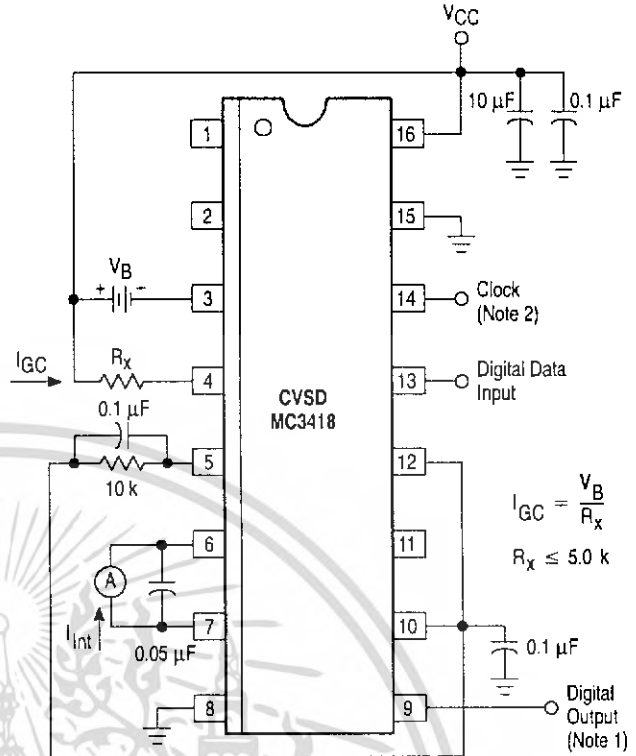 VCC
10 µF
0.1 µF
1
16
2
15
VB
+
-
3
14
Clock
(Note 2)
IGC
Rx
4
13
Digital Data
Input
CVSD
MC3418
0.1 µF
5
12
10 k
IGC = VB
Rx
Rx ≤ 5.0 k
6
11
A
IInt
7
10
0.05 µF
0.1 µF
8
9
Digital
Output
(Note 1)